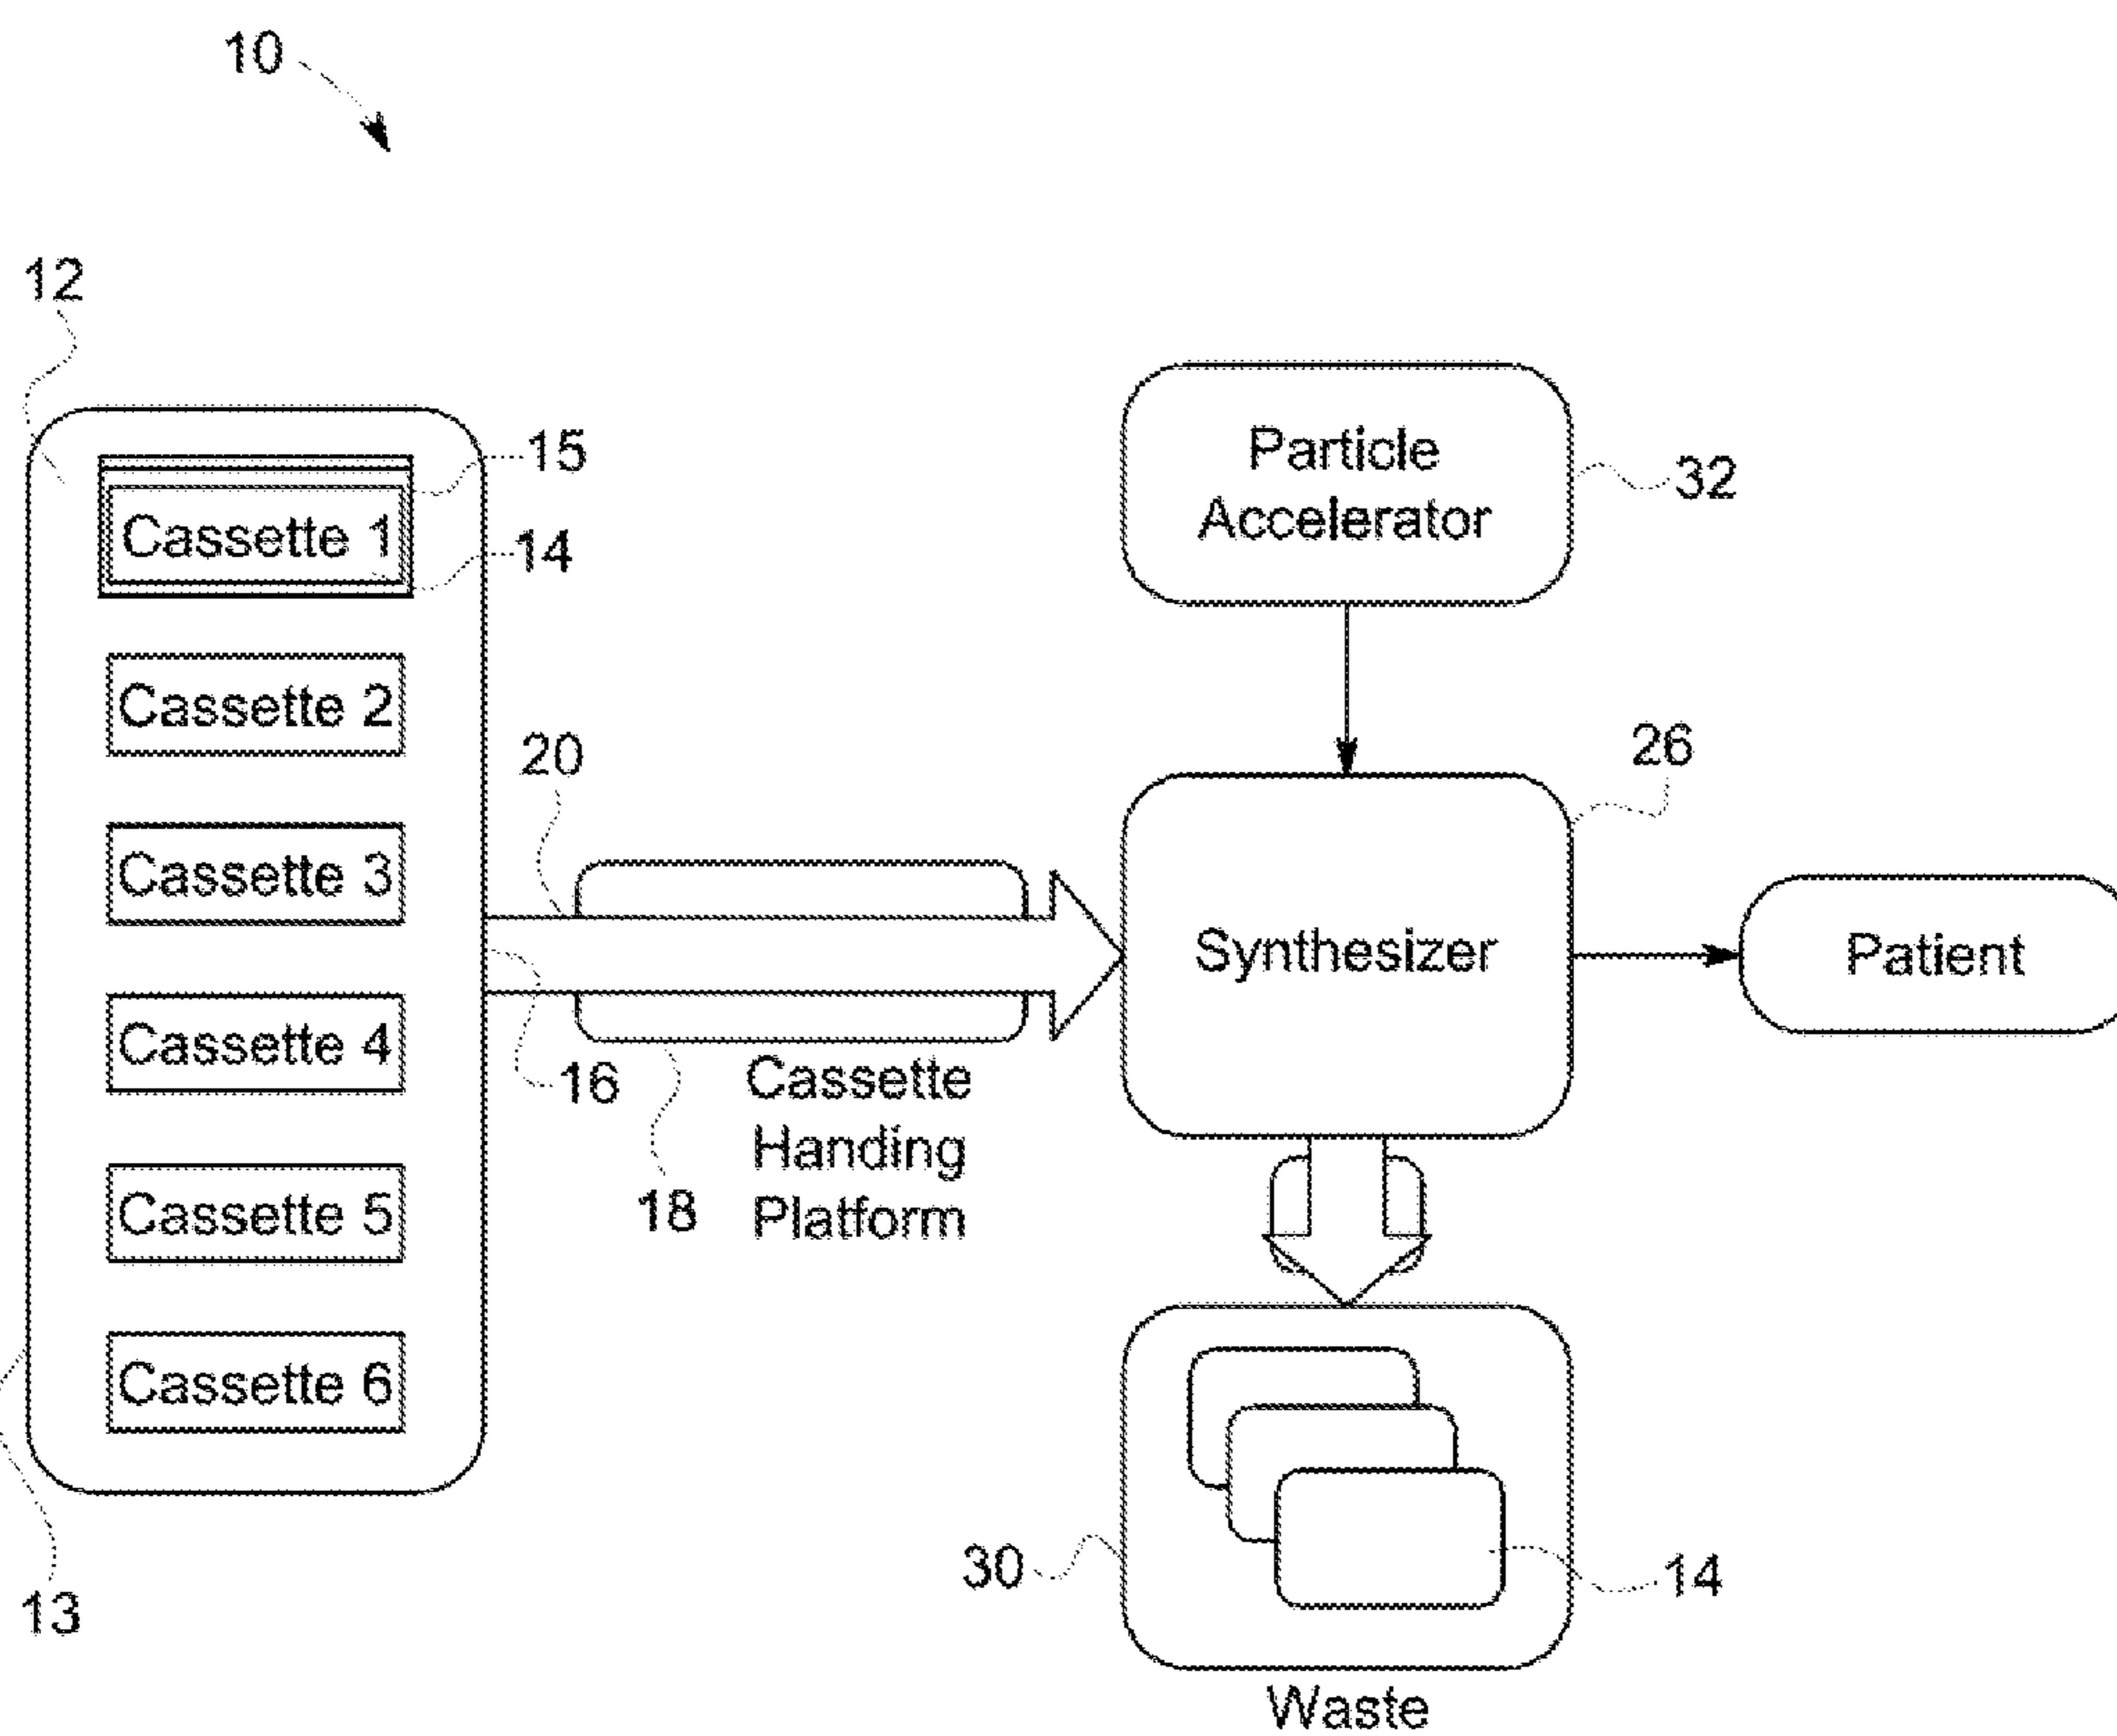 10
12
15
Cassette 1
14
Cassette 2
Cassette 3
Cassette 4
Cassette 5
Cassette 6
13
20
16
18
Cassette
Handing
Platform
Particle
Accelerator
32
26
Synthesizer
Patient
30
14
Waste